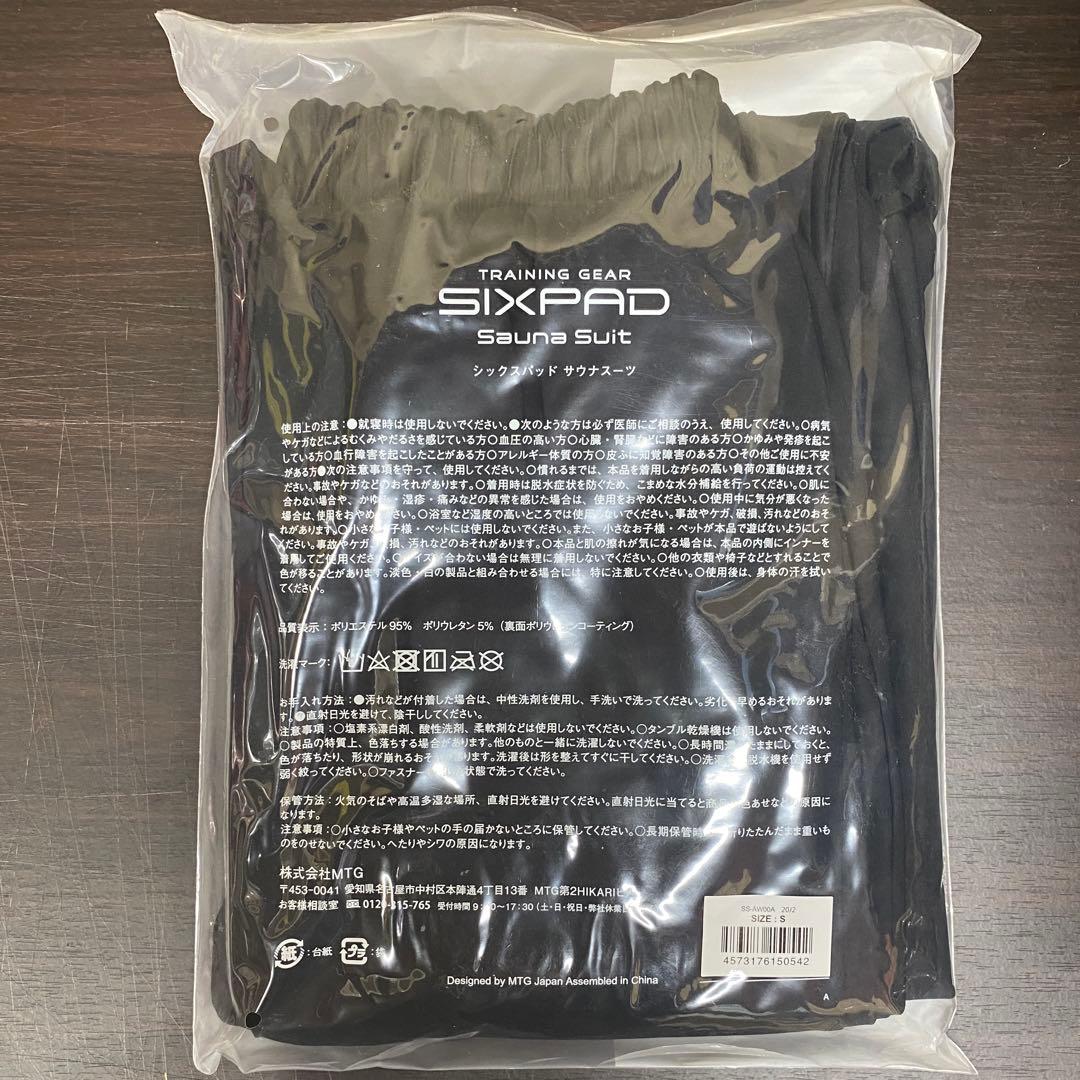 TRAINING GEAR
SIXPAD
Sauna Suit
シックスパッド サウナスーツ
使用上の注意:●就寝時は使用しないでください。●次のような方は必ず医師にご相談のうえ、使用してください。〇病気
やケガなどによるむくみやだるさを感じている方〇血圧の高い方〇心臓・腎臓などに障害のある方〇かゆみや発疹を起こ
している方〇血行障害を起こしたことがある方〇アレルギー体質の方〇皮ふに知覚障害のある方〇その他ご使用に不安
がある方●次の注意事項を守って、使用してください。〇慣れるまでは、本品を着用しながらの高い負荷の運動は控えてく
ださい。事故やケガなどのおそれがあります。〇着用時は脱水症状を防ぐため、こまめな水分補給を行ってください。〇肌に
合わない場合や、かゆみ・湿疹・痛みなどの異常を感じた場合は、使用をおやめください。〇使用中に気分が悪くなった
場合は、使用をおやめください。〇浴室など湿度の高いところでは使用しないでください。事故やケガ、破損、汚れなどのおそ
れがあります。〇小さなお子様・ペットには使用しないでください。また、小さなお子様・ペットが本品で遊ばないようにして
ください。事故やケガ、破損、汚れなどのおそれがあります。〇本品と肌の擦れが気になる場合は、本品の内側にインナーを
着用してご使用ください。〇サイズが合わない場合は無理に着用しないでください。〇他の衣類や椅子などとすれることで
色が移ることがあります。淡色・白の製品と組み合わせる場合には、特に注意してください。〇使用後は、身体の汗を拭い
てください。
品質表示:ポリエステル 95% ポリウレタン 5%(裏面ポリウレタンコーティング)
洗濯マーク:
お手入れ方法:●汚れなどが付着した場合は、中性洗剤を使用し、手洗いで洗ってください。劣化を早めるおそれがありま
す。●直射日光を避けて、陰干ししてください。
注意事項:〇塩素系漂白剤、酸性洗剤、柔軟剤などは使用しないでください。〇タンブル乾燥機は使用しないでください。
〇製品の特質上、色落ちする場合があります。他のものと一緒に洗濯しないでください。〇長時間濡れたままにしておくと、
色が落ちたり、形状が崩れるおそれがあります。洗濯後は形を整えてすぐに干してください。〇洗濯 脱水機を使用せず
弱く絞ってください。〇ファスナー 状態で洗ってください。
保管方法:火気のそばや高温多湿な場所、直射日光を避けてください。直射日光に当てると商品 色あせなどの原因に
なります。
注意事項:〇小さなお子様やペットの手の届かないところに保管してください。〇長期保管時 折りたたんだまま重いも
のをのせないでください。へたりやシワの原因になります。
株式会社MTG
〒453-0041 愛知県名古屋市中村区本陣通4丁目13番 MTG第2HIKARIビ
お客様相談室 0120-315-765 受付時間 9:00〜17:30(土・日・祝日・弊社休業日
紙:台紙 プラ:袋
SS-AW00A 20/2
SIZE : S
4573176150542
Designed by MTG Japan Assembled in China
A